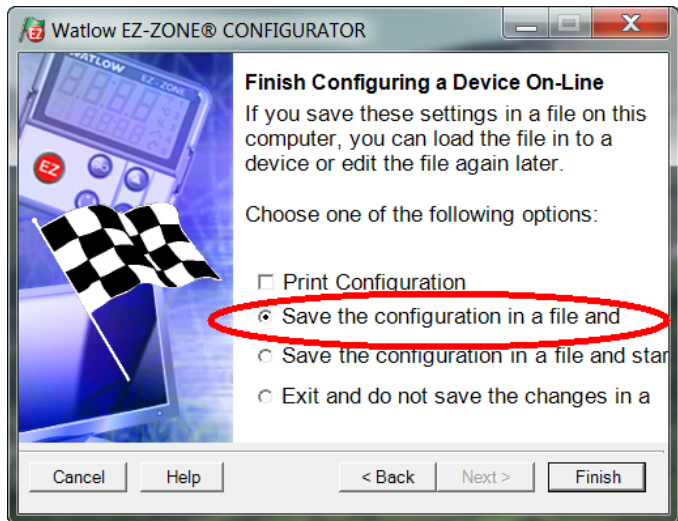 Watlow EZ-ZONE® CONFIGURATOR
WATLOW
EZ-ZONE
EZ
Finish Configuring a Device On-Line
If you save these settings in a file on this
computer, you can load the file in to a
device or edit the file again later.
Choose one of the following options:
Print Configuration
Save the configuration in a file and
Save the configuration in a file and star
Exit and do not save the changes in a
Cancel
Help
< Back
Next >
Finish